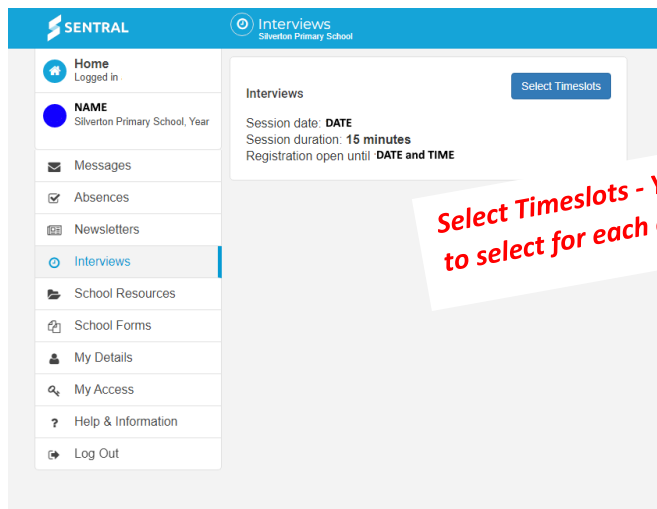 SENTRAL
Interviews
Silverton Primary School
Home
Logged in
NAME
Silverton Primary School, Year
Messages
Absences
Newsletters
Interviews
School Resources
School Forms
My Details
My Access
? Help & Information
Log Out
Interviews
Select Timeslots
Session date: DATE
Session duration: 15 minutes
Registration open until DATE and TIME
Select Timeslots -
to select for each